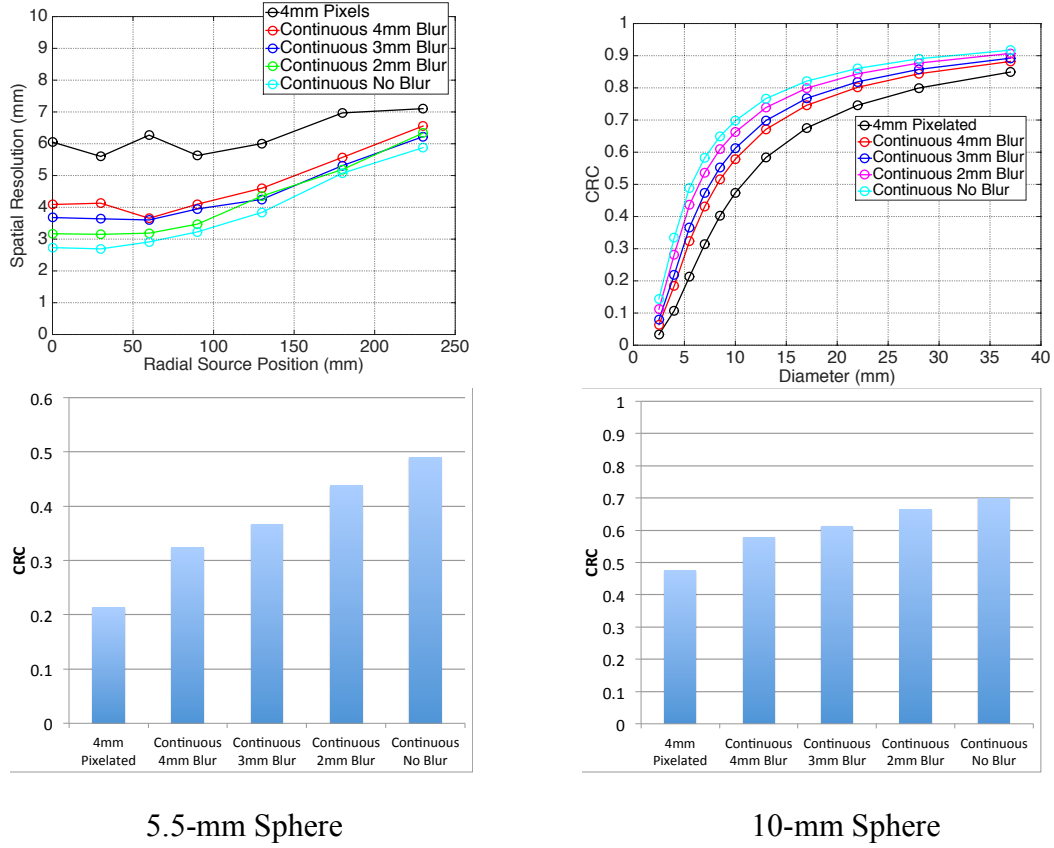 10
9
8
7
6
5
4
3
2
1
0
Spatial Resolution (mm)
4mm Pixels
Continuous 4mm Blur
Continuous 3mm Blur
Continuous 2mm Blur
Continuous No Blur
0 50 100 150 200 250
Radial Source Position (mm)
1
0.9
0.8
0.7
0.6
0.5
0.4
0.3
0.2
0.1
0
CRC
4mm Pixelated
Continuous 4mm Blur
Continuous 3mm Blur
Continuous 2mm Blur
Continuous No Blur
0 5 10 15 20 25 30 35 40
Diameter (mm)
0.6
0.5
0.4
0.3
0.2
0.1
0
CRC
4mm Continuous Continuous Continuous Continuous
Pixelated 4mm Blur 3mm Blur 2mm Blur No Blur
5.5-mm Sphere
1
0.9
0.8
0.7
0.6
0.5
0.4
0.3
0.2
0.1
0
CRC
4mm Continuous Continuous Continuous Continuous
Pixelated 4mm Blur 3mm Blur 2mm Blur No Blur
10-mm Sphere